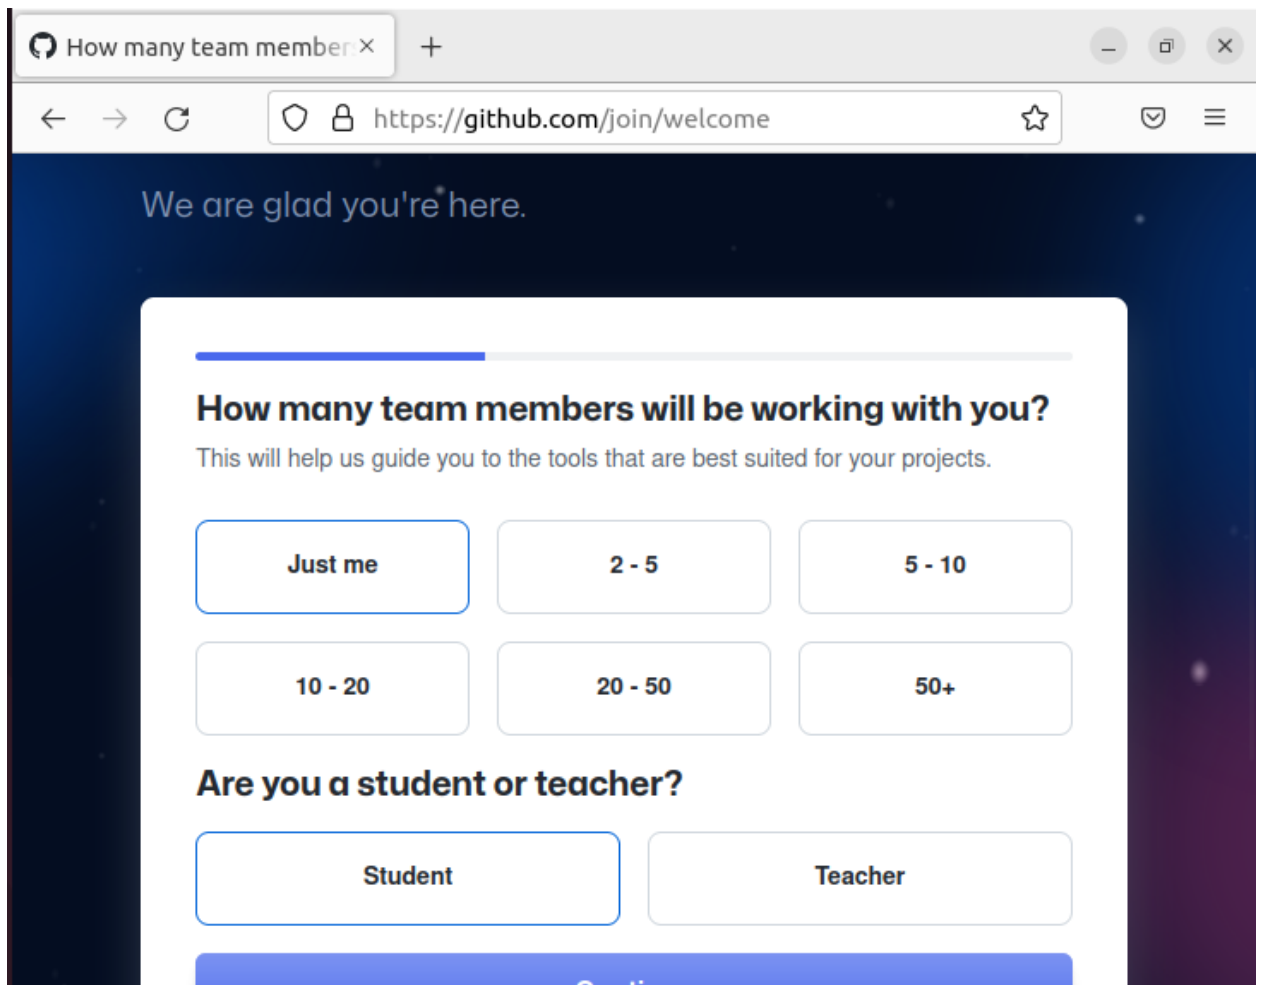 How many team members
https://github.com/join/welcome
We are glad you're here.
How many team members will be working with you?
This will help us guide you to the tools that are best suited for your projects.
Just me 2 - 5 5 - 10
10 - 20 20 - 50 50+
Are you a student or teacher?
Student Teacher